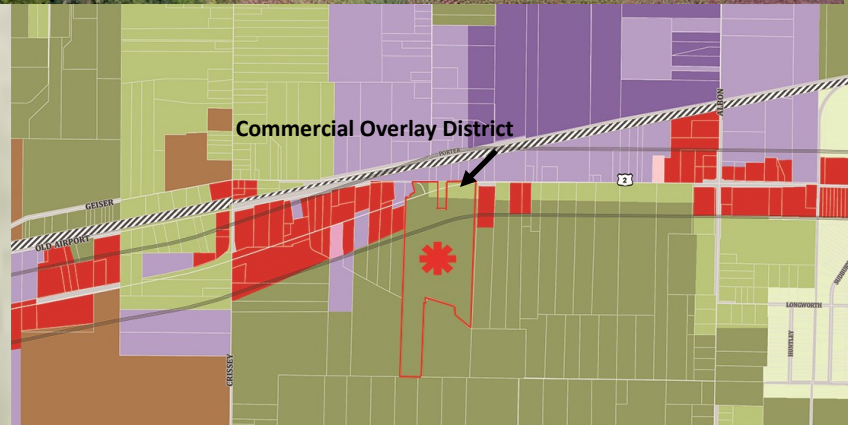 ALBON
Commercial Overlay District
PORTER
2
GEISER
OLD AIRPORT
LONGWORTH
HUNTLEY
CRISSEY